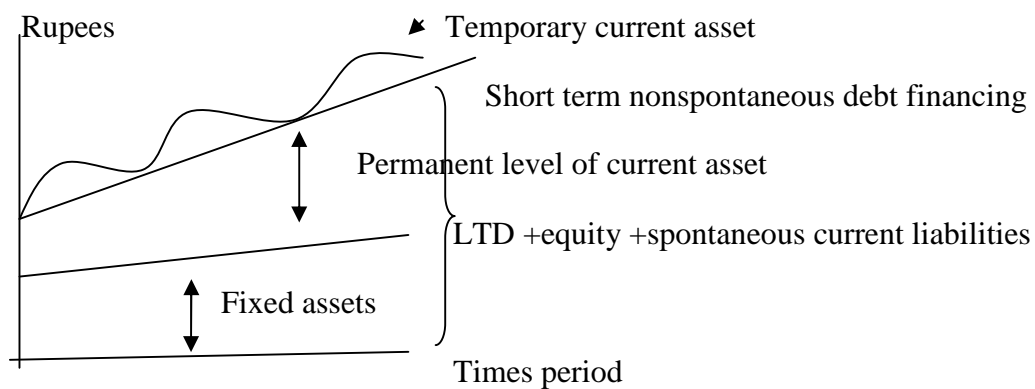 Rupees
Temporary current asset
Short term nonspontaneous debt financing
Permanent level of current asset
LTD +equity +spontaneous current liabilities
Fixed assets
Times period